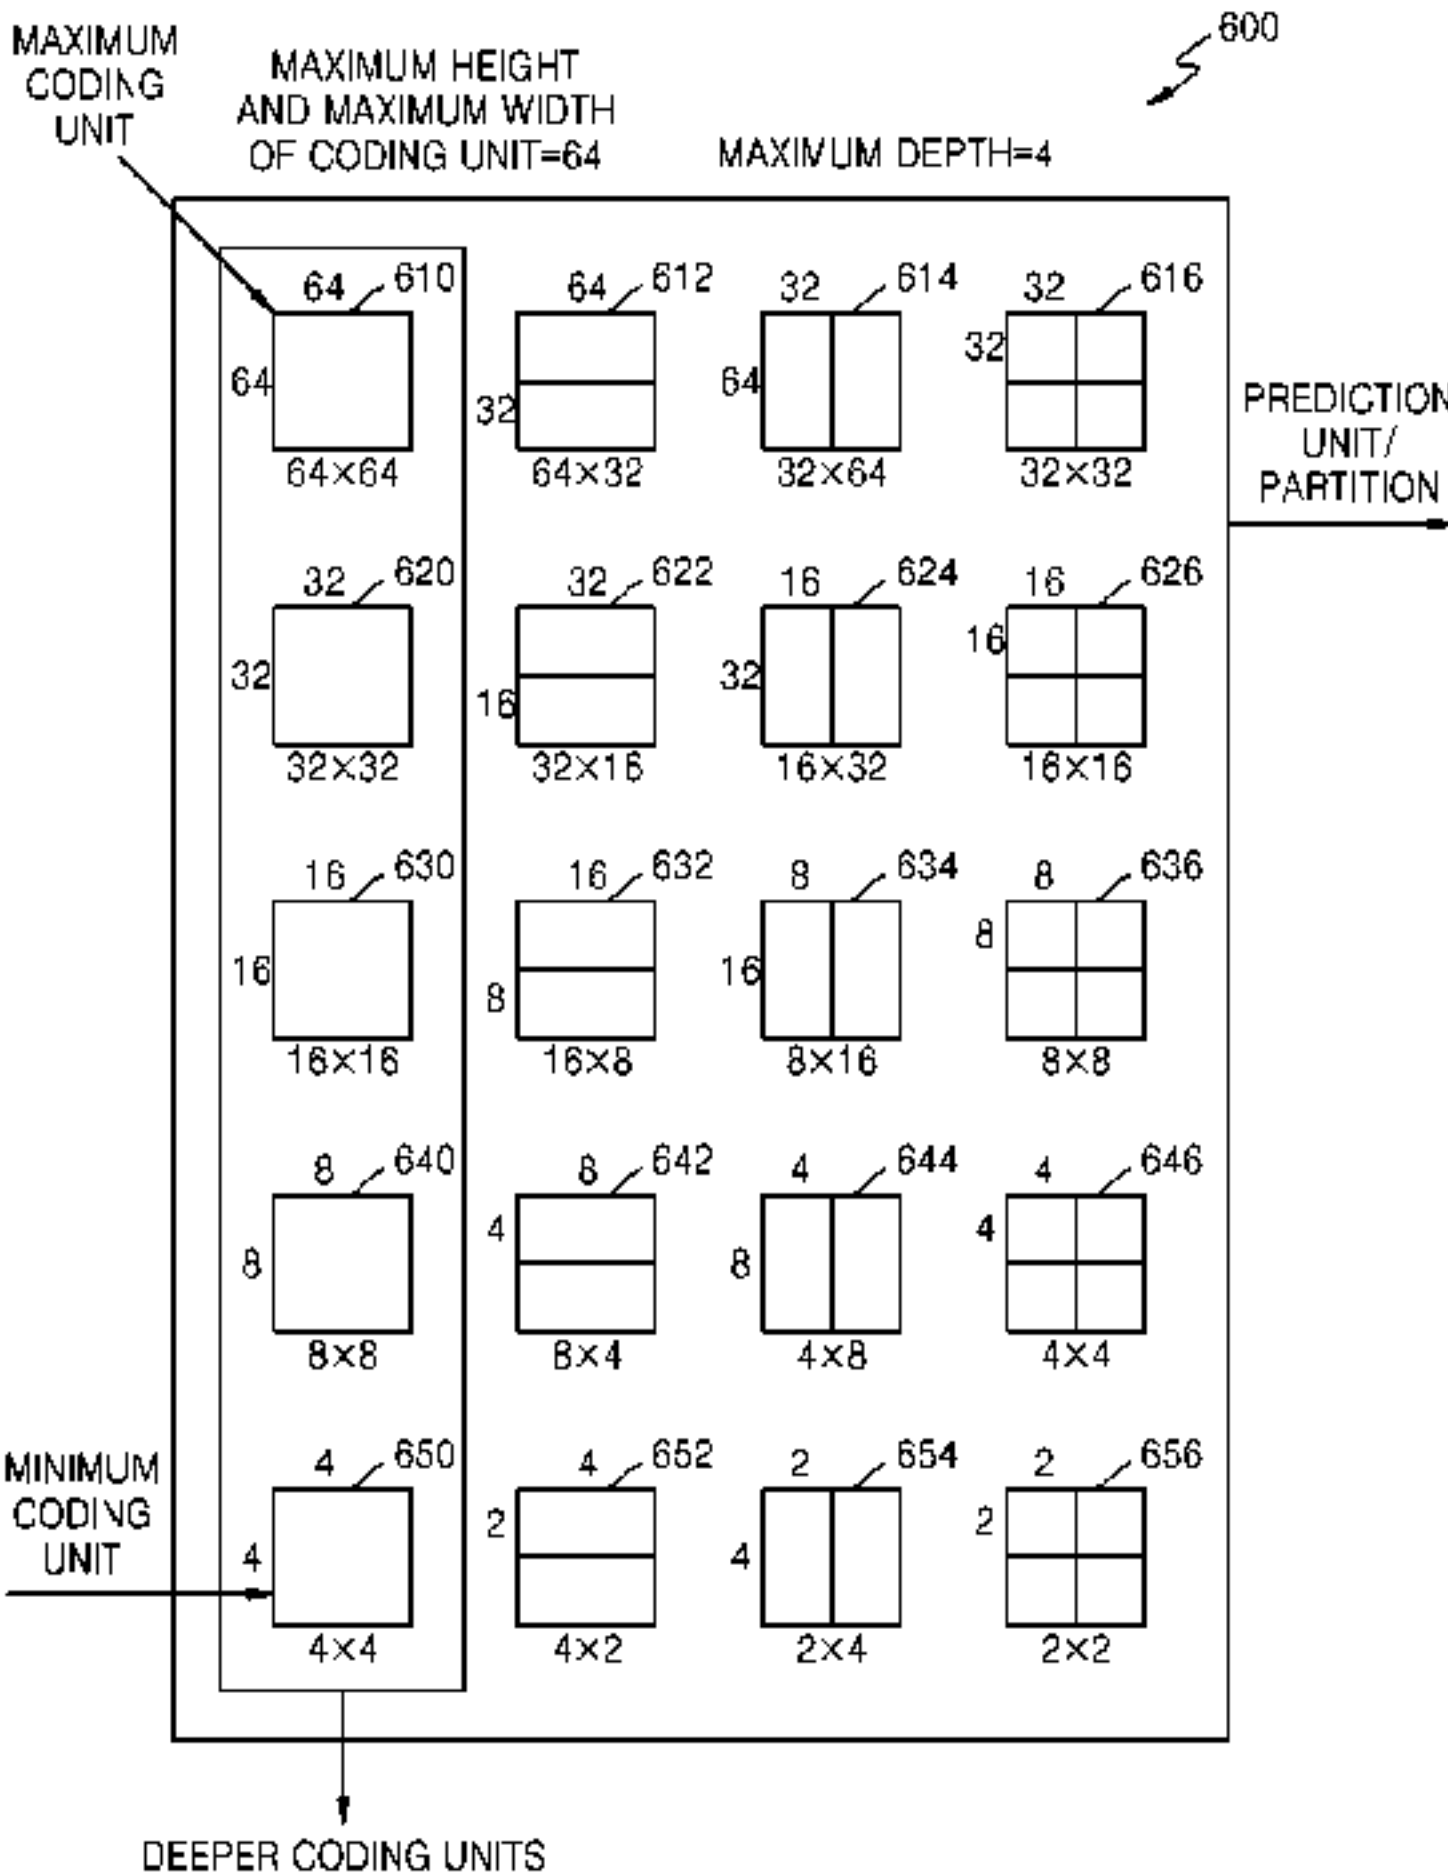 600
MAXIMUM
CODING
UNIT
MAXIMUM HEIGHT
AND MAXIMUM WIDTH
OF CODING UNIT=64
MAXIMUM DEPTH=4
64 610 64 612 32 614 32 616
64 32 64 32
64×64 64×32 32×64 32×32
PREDICTION
UNIT/
PARTITION
32 620 32 622 16 624 16 626
32 16 32 16
32×32 32×16 16×32 16×16
16 630 16 632 8 634 8 636
16 8 16 8
16×16 16×8 8×16 8×8
8 640 8 642 4 644 4 646
8 4 8 4
8×8 8×4 4×8 4×4
MINIMUM
CODING
UNIT
4 650 4 652 2 654 2 656
4 2 4 2
4×4 4×2 2×4 2×2
DEEPER CODING UNITS